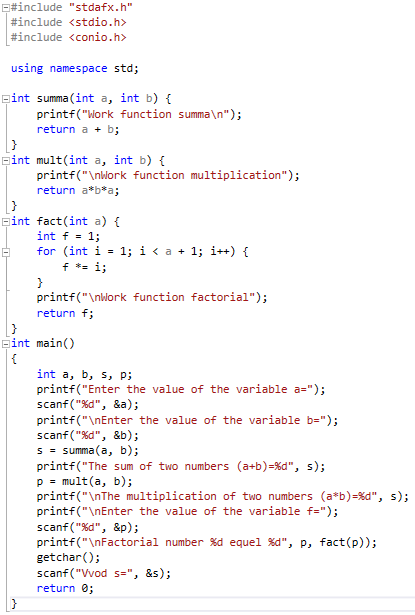 #include "stdafx.h"
#include <stdio.h>
#include <conio.h>

using namespace std;

int summa(int a, int b) {
    printf("Work function summa\n");
    return a + b;
}
int mult(int a, int b) {
    printf("\nWork function multiplication");
    return a*b*a;
}
int fact(int a) {
    int f = 1;
    for (int i = 1; i < a + 1; i++) {
        f *= i;
    }
    printf("\nWork function factorial");
    return f;
}
int main()
{
    int a, b, s, p;
    printf("Enter the value of the variable a=");
    scanf("%d", &a);
    printf("\nEnter the value of the variable b=");
    scanf("%d", &b);
    s = summa(a, b);
    printf("The sum of two numbers (a+b)=%d", s);
    p = mult(a, b);
    printf("\nThe multiplication of two numbers (a*b)=%d", s);
    printf("\nEnter the value of the variable f=");
    scanf("%d", &p);
    printf("\nFactorial number %d equel %d", p, fact(p));
    getchar();
    scanf("Vvod s=", &s);
    return 0;
}